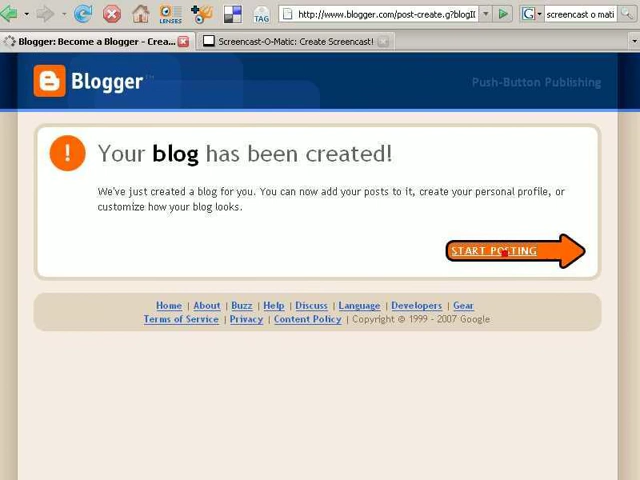 LENSES
TAG
http://www.blogger.com/post-create.g?blogI
screencast o mati
Blogger: Become a Blogger - Crea...
Screencast-O-Matic: Create Screencast!
Blogger
Push-Button Publishing
! Your blog has been created!
We've just created a blog for you. You can now add your posts to it, create your personal profile, or
customize how your blog looks.
START POSTING
Home | About | Buzz | Help | Discuss | Language | Developers | Gear
Terms of Service | Privacy | Content Policy | Copyright © 1999 - 2007 Google